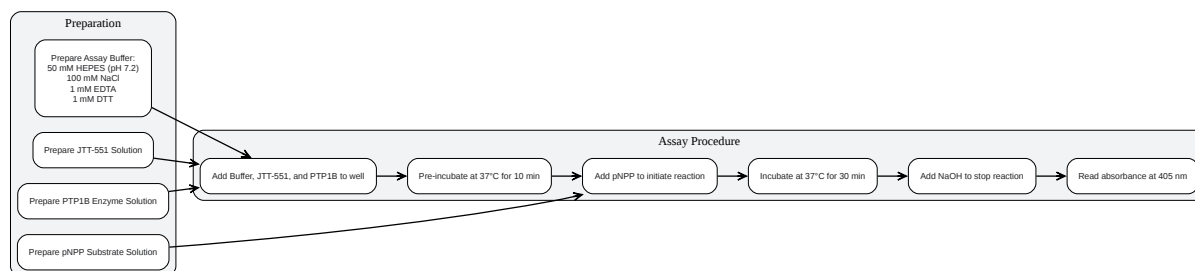 Preparation
Prepare Assay Buffer:
50 mM HEPES (pH 7.2)
100 mM NaCl
1 mM EDTA
1 mM DTT
Prepare JTT-551 Solution
Prepare PTP1B Enzyme Solution
Prepare pNPP Substrate Solution
Assay Procedure
Add Buffer, JTT-551, and PTP1B to well
Pre-incubate at 37°C for 10 min
Add pNPP to initiate reaction
Incubate at 37°C for 30 min
Add NaOH to stop reaction
Read absorbance at 405 nm